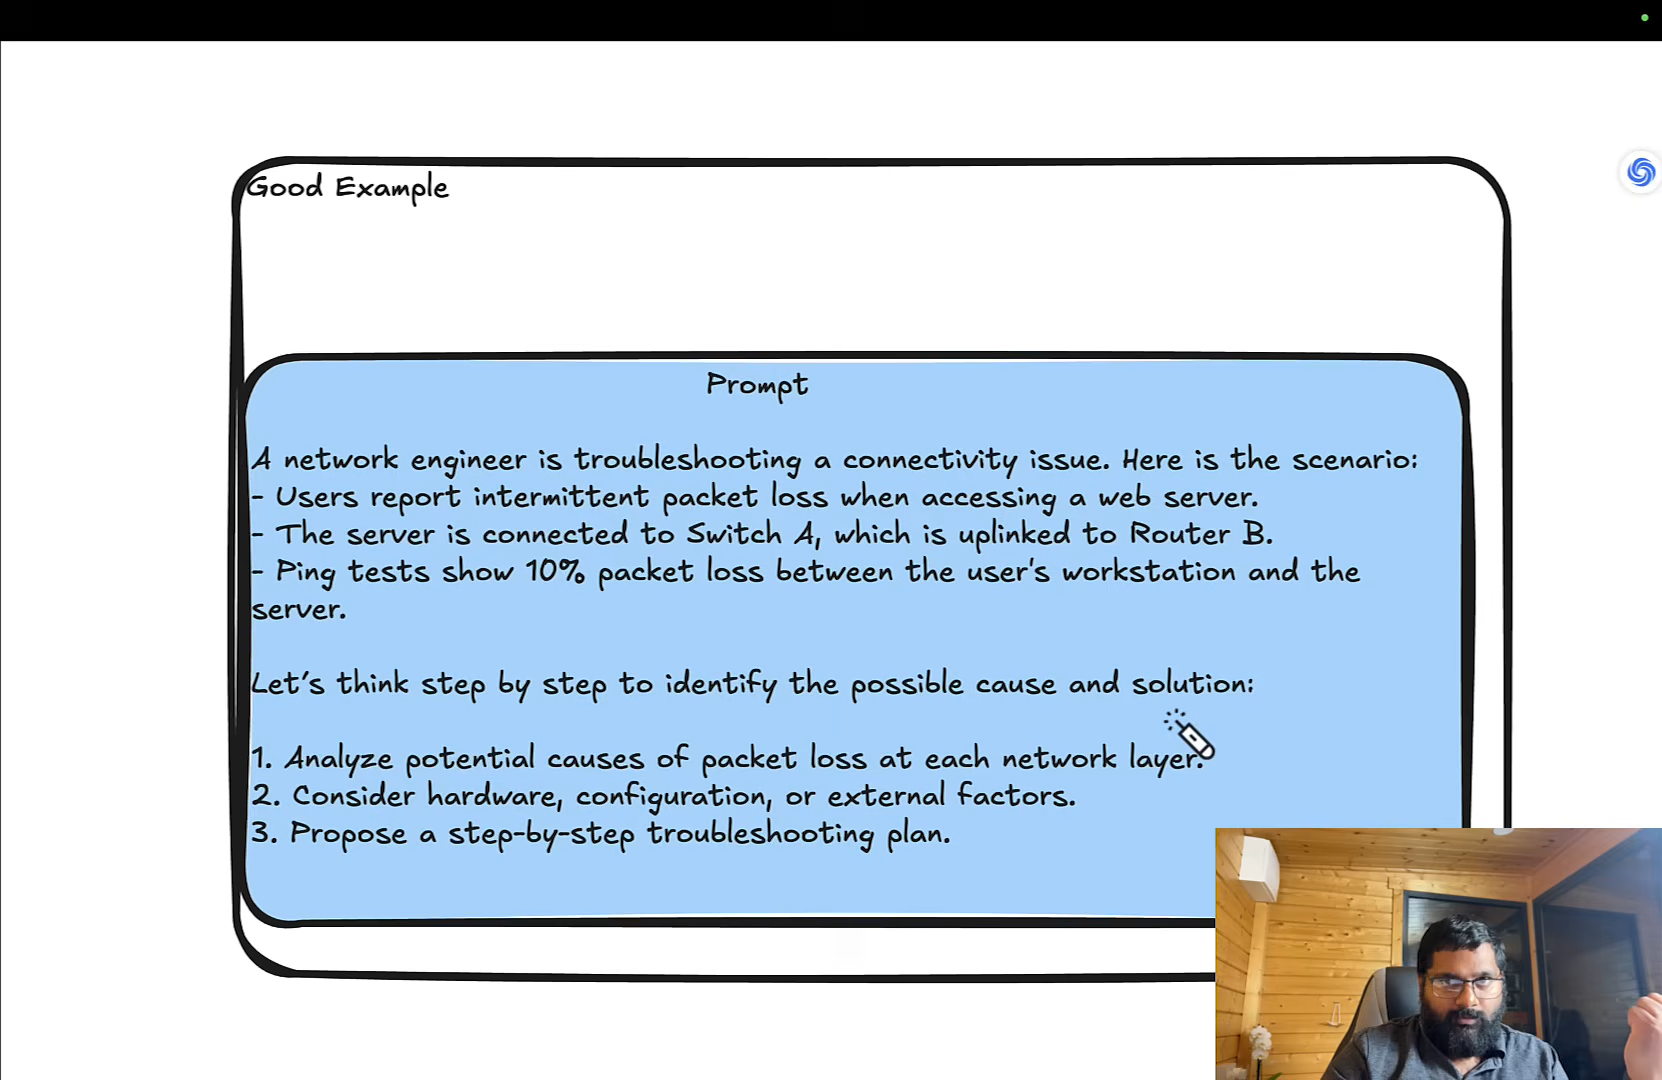 Good Example
Prompt
A network engineer is troubleshooting a connectivity issue. Here is the scenario:
- Users report intermittent packet loss when accessing a web server.
- The server is connected to Switch A, which is uplinked to Router B.
- Ping tests show 10% packet loss between the user's workstation and the
server.
Let's think step by step to identify the possible cause and solution:
1. Analyze potential causes of packet loss at each network layer.
2. Consider hardware, configuration, or external factors.
3. Propose a step-by-step troubleshooting plan.